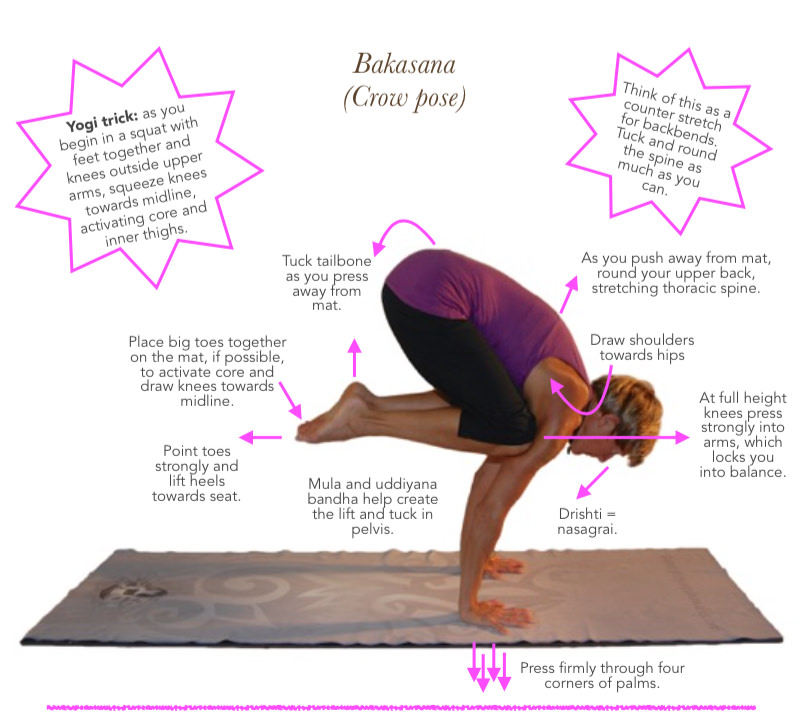 Bakasana
(Crow pose)
Yogi trick: as you
begin in a squat with
feet together and
knees outside upper
arms, squeeze knees
towards midline,
activating core and
inner thighs.
Think of this as a
counter stretch
for backbends.
Tuck and round
the spine as
much as you
can.
Tuck tailbone
as you press
away from
mat.
As you push away from mat,
round your upper back,
stretching thoracic spine.
Place big toes together
on the mat, if possible,
to activate core and
draw knees towards
midline.
Draw shoulders
towards hips
At full height
knees press
strongly into
arms, which
locks you
into balance.
Point toes
strongly and
lift heels
towards seat.
Mula and uddiyana
bandha help create
the lift and tuck in
pelvis.
Drishti =
nasagrai.
Press firmly through four
corners of palms.